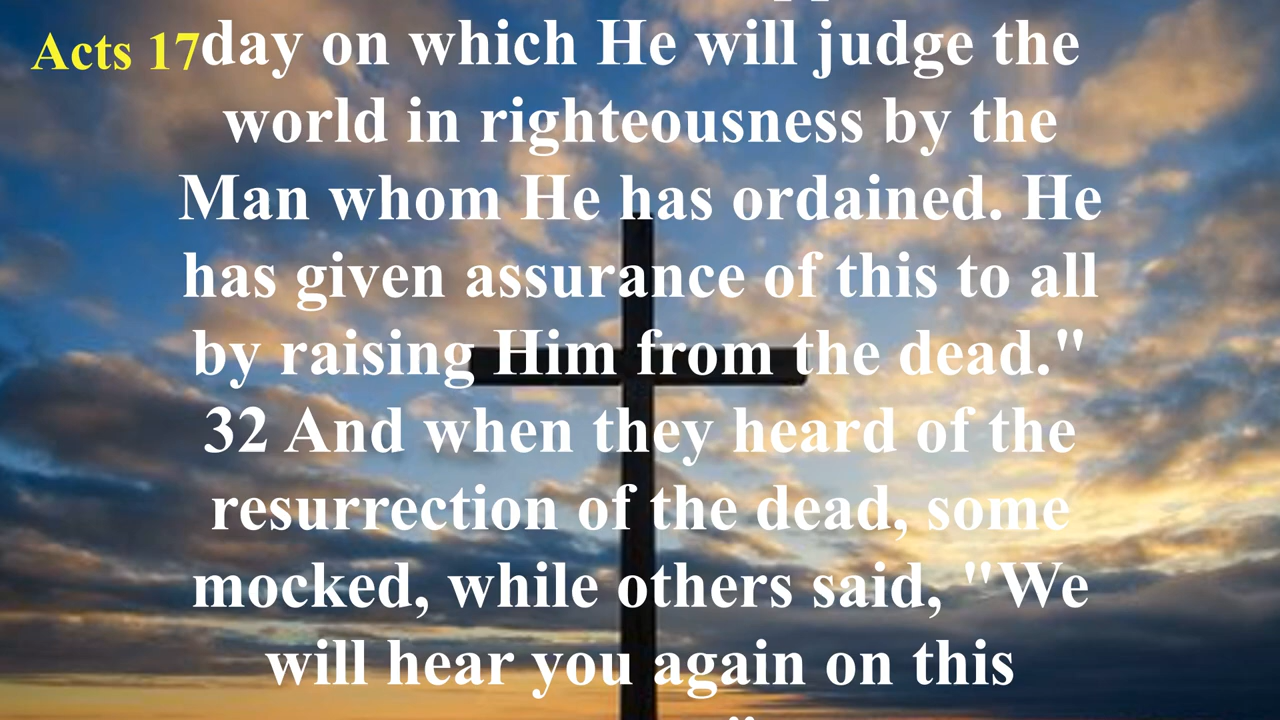 Acts 17
day on which He will judge the
world in righteousness by the
Man whom He has ordained. He
has given assurance of this to all
by raising Him from the dead."
32 And when they heard of the
resurrection of the dead, some
mocked, while others said, "We
will hear you again on this